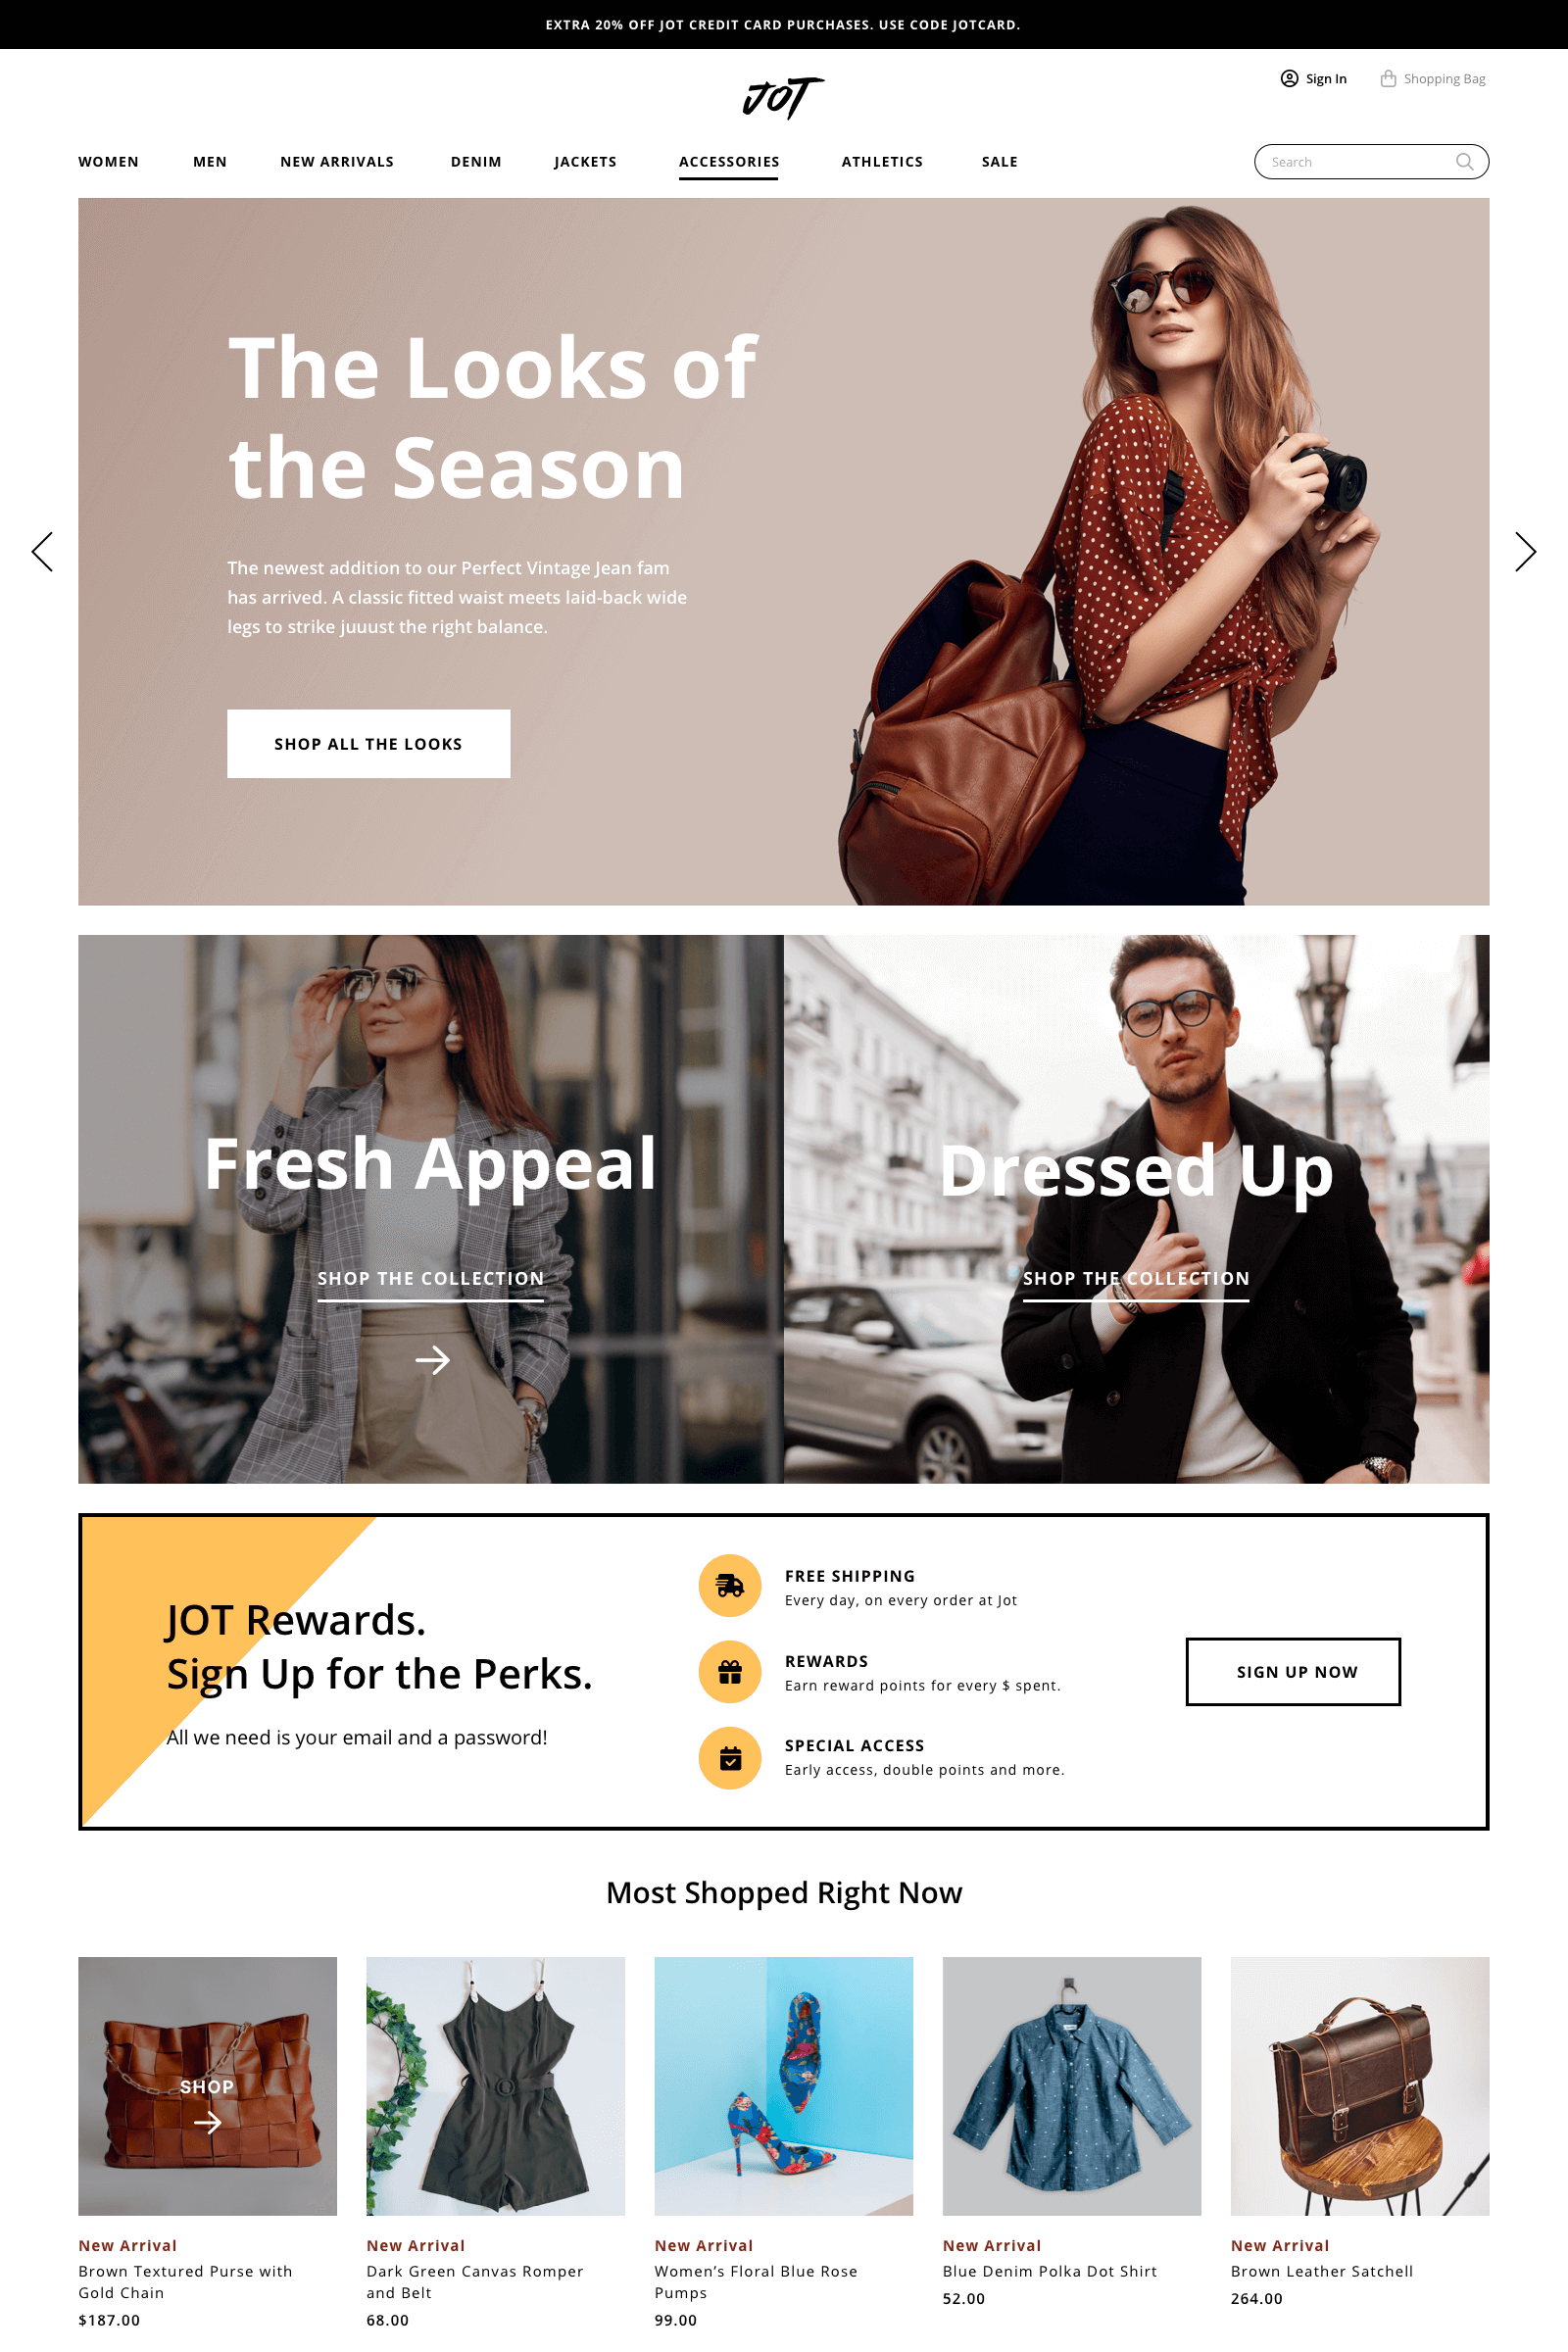 EXTRA 20% OFF JOT CREDIT CARD PURCHASES. USE CODE JOTCARD.
JOT
Sign In
Shopping Bag
WOMEN
MEN
NEW ARRIVALS
DENIM
JACKETS
ACCESSORIES
ATHLETICS
SALE
Search
The Looks of
the Season
The newest addition to our Perfect Vintage Jean fam
has arrived. A classic fitted waist meets laid-back wide
legs to strike juuust the right balance.
SHOP ALL THE LOOKS
Fresh Appeal
SHOP THE COLLECTION
Dressed Up
SHOP THE COLLECTION
JOT Rewards.
Sign Up for the Perks.
All we need is your email and a password!
FREE SHIPPING
Every day, on every order at Jot
REWARDS
Earn reward points for every $ spent.
SPECIAL ACCESS
Early access, double points and more.
SIGN UP NOW
Most Shopped Right Now
SHOP
New Arrival
Brown Textured Purse with
Gold Chain
$187.00
New Arrival
Dark Green Canvas Romper
and Belt
68.00
New Arrival
Women’s Floral Blue Rose
Pumps
99.00
New Arrival
Blue Denim Polka Dot Shirt
52.00
New Arrival
Brown Leather Satchell
264.00